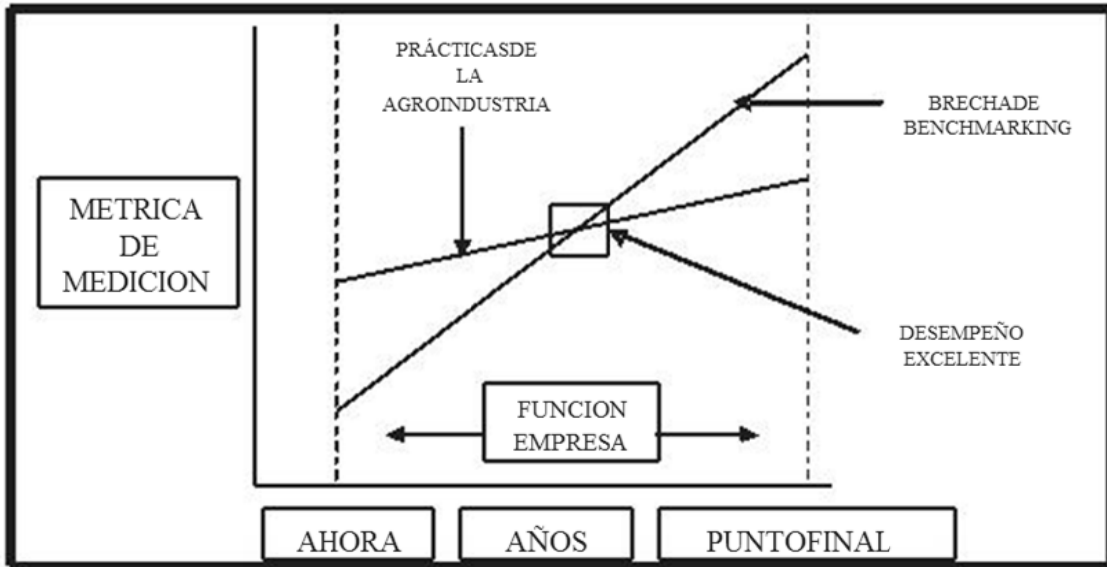 PRÁCTICASDE
LA
AGROINDUSTRIA
BRECHADE
BENCHMARKING
METRICA
DE
MEDICION
DESEMPEÑO
EXCELENTE
FUNCION
EMPRESA
AHORA
AÑOS
PUNTOFINAL